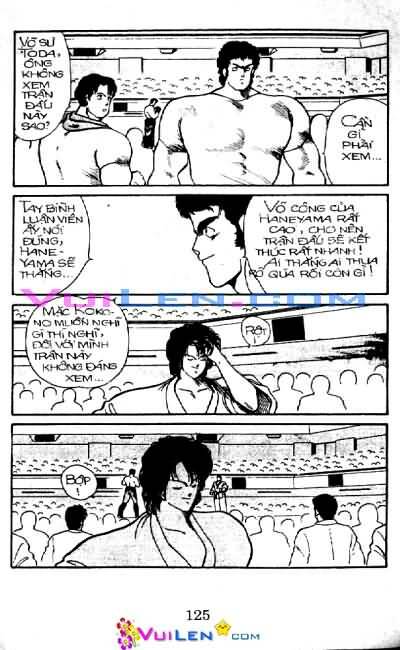 VÕ SƯ
TODA,
ÔNG
KHÔNG
XEM
TRẬN
ĐẤU
NÀY
SAO?
CẦN
GÌ
PHẢI
XEM...
TAY BÌNH
LUẬN VIÊN
ẤY NÓI
ĐÚNG,
HANE-
YAMA SẼ
THẮNG...
VÕ CÔNG CỦA
HANEYAMA RẤT
CAO, CHO NÊN
TRẬN ĐẤU SẼ KẾT
THÚC RẤT NHANH!
AI THẮNG AI THUA
RÕ QUÁ RỒI CÒN GÌ!
VUILEN.COM
MẶC KOKO-
NO MUỐN NGHĨ
GÌ THÌ NGHĨ,
ĐỐI VỚI MÌNH
TRẬN NÀY
KHÔNG ĐÁNG
XEM...
BỘP!
125
VUILEN.COM